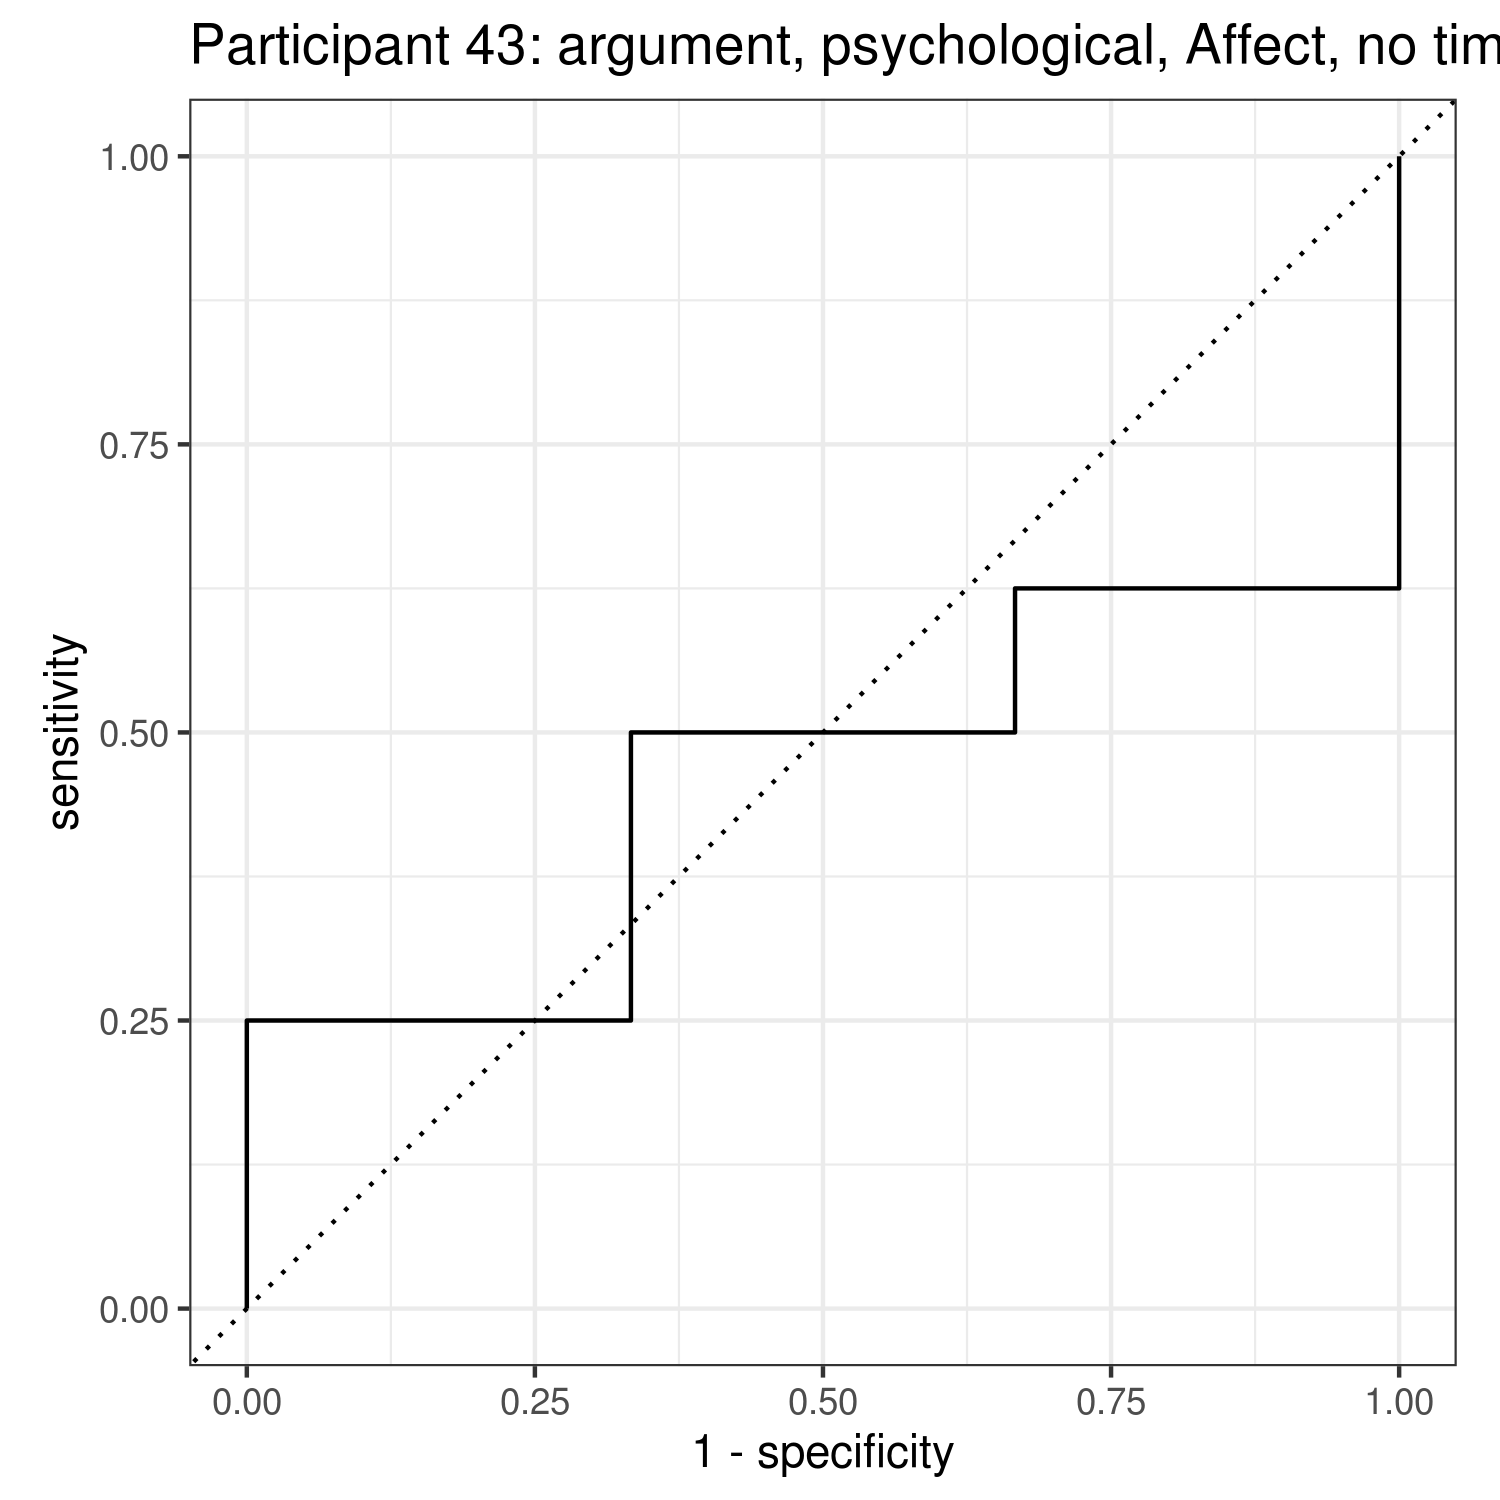 Participant 43: argument, psychological, Affect, no tim
1.00
0.75
0.50
0.25
0.00
sensitivity
0.00 0.25 0.50 0.75 1.00
1 - specificity